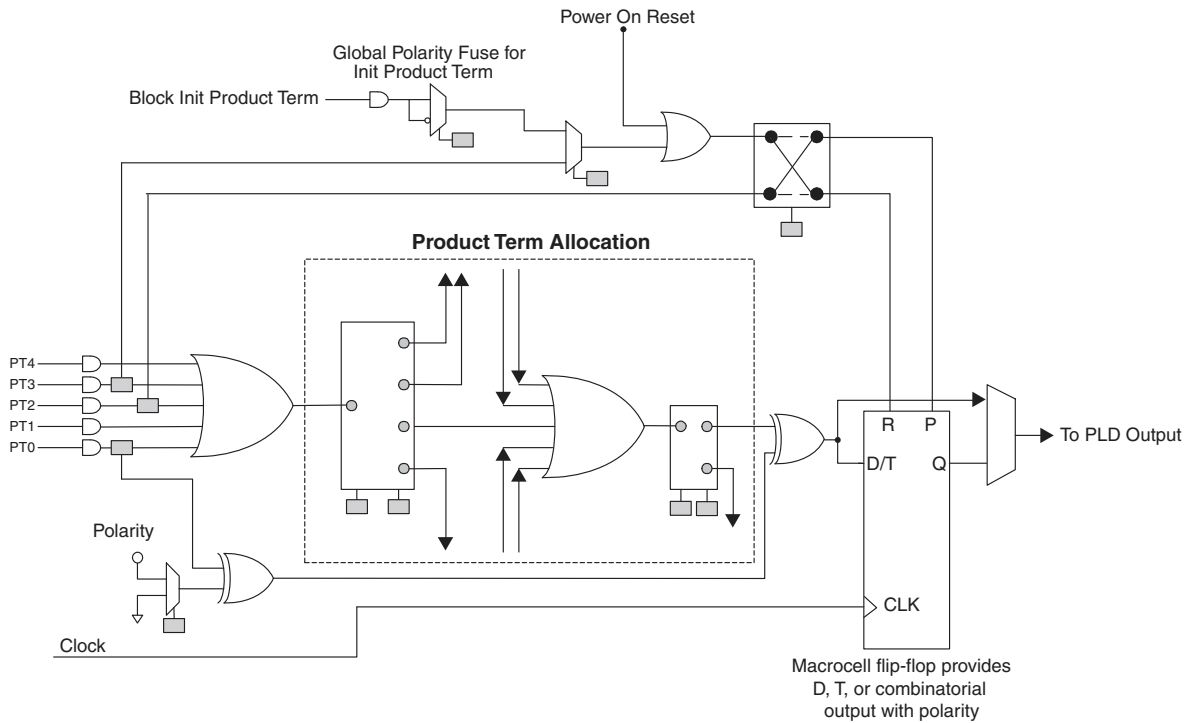 Power On Reset
Global Polarity Fuse for
Init Product Term
Block Init Product Term
Product Term Allocation
PT4
PT3
PT2
PT1
PT0
R
P
To PLD Output
D/T
Q
Polarity
CLK
Clock
Macrocell flip-flop provides
D, T, or combinatorial
output with polarity